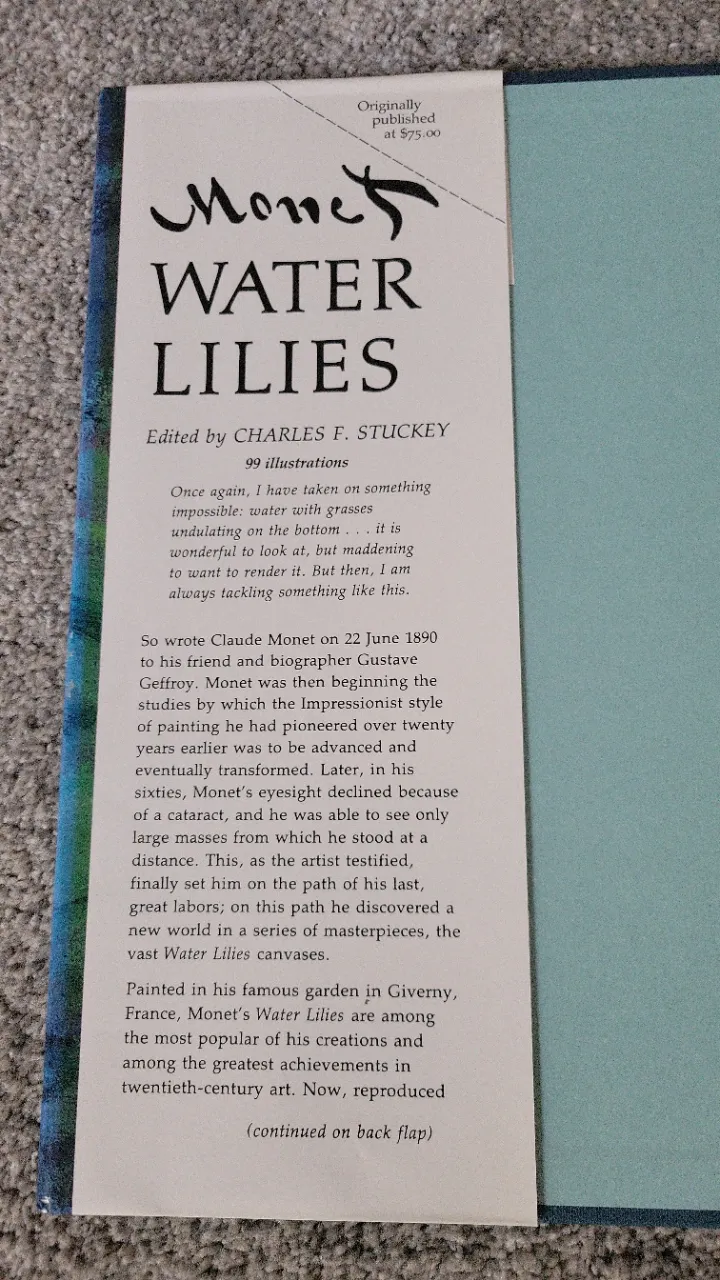 Originally
published
at $75.00
Monet
WATER
LILIES
Edited by CHARLES F. STUCKEY
99 illustrations
Once again, I have taken on something
impossible: water with grasses
undulating on the bottom . . . it is
wonderful to look at, but maddening
to want to render it. But then, I am
always tackling something like this.
So wrote Claude Monet on 22 June 1890
to his friend and biographer Gustave
Geffroy. Monet was then beginning the
studies by which the Impressionist style
of painting he had pioneered over twenty
years earlier was to be advanced and
eventually transformed. Later, in his
sixties, Monet's eyesight declined because
of a cataract, and he was able to see only
large masses from which he stood at a
distance. This, as the artist testified,
finally set him on the path of his last,
great labors; on this path he discovered a
new world in a series of masterpieces, the
vast Water Lilies canvases.
Painted in his famous garden in Giverny,
France, Monet's Water Lilies are among
the most popular of his creations and
among the greatest achievements in
twentieth-century art. Now, reproduced
(continued on back flap)